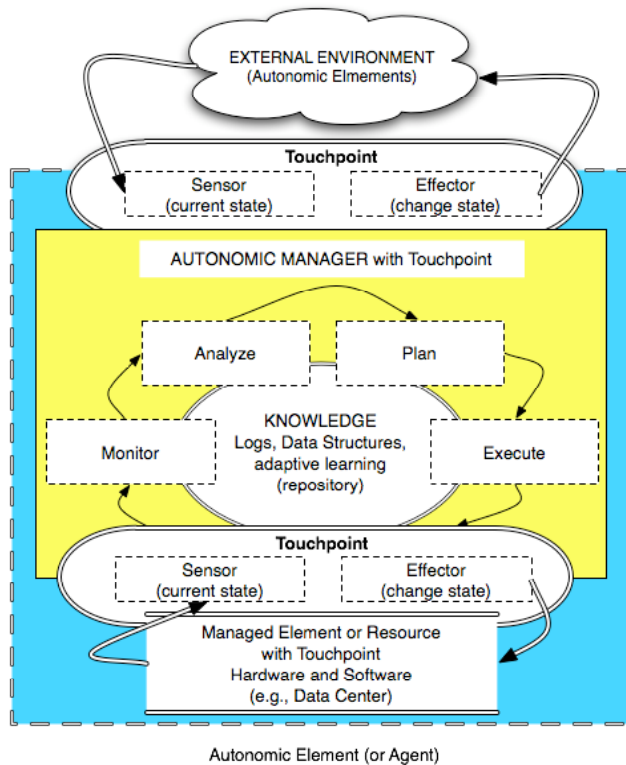 EXTERNAL ENVIRONMENT
(Autonomic Elmements)
Touchpoint
Sensor
(current state)
Effector
(change state)
AUTONOMIC MANAGER with Touchpoint
Analyze
Plan
Monitor
KNOWLEDGE
Logs, Data Structures,
adaptive learning
(repository)
Execute
Touchpoint
Sensor
(current state)
Effector
(change state)
Managed Element or Resource
with Touchpoint
Hardware and Software
(e.g., Data Center)
Autonomic Element (or Agent)